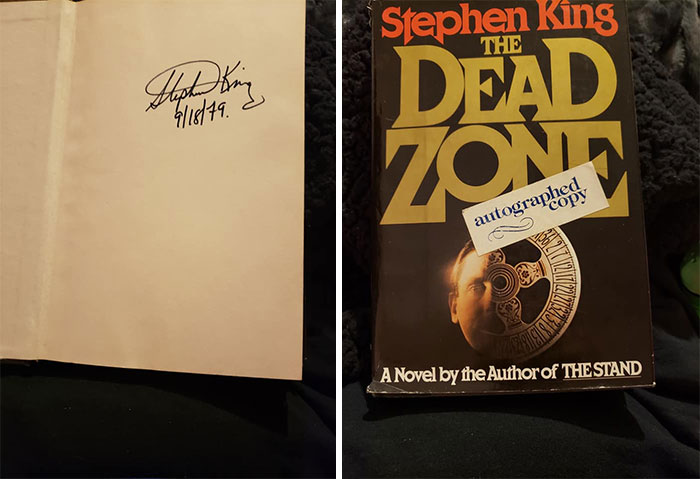 Stephen King
9/18/79.
Stephen King
THE
DEAD
ZONE
autographed
copy
A Novel by the Author of THE STAND